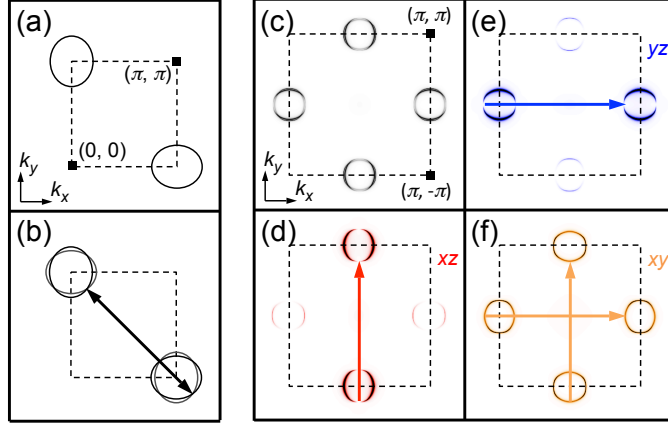 (a)
(π, π)
(0, 0)
k_y
k_x
(b)
(c)
(π, π)
k_y
k_x
(π, -π)
(d)
xz
(e)
yz
(f)
xy